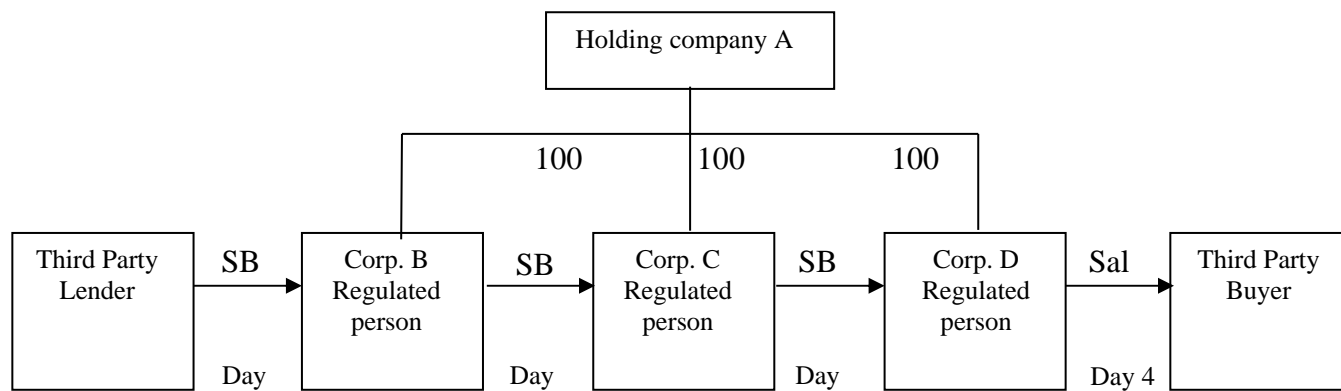 Holding company A
100
100
100
Third Party
Lender
SB
Corp. B
Regulated
person
SB
Corp. C
Regulated
person
SB
Corp. D
Regulated
person
Sal
Third Party
Buyer
Day
Day
Day
Day 4